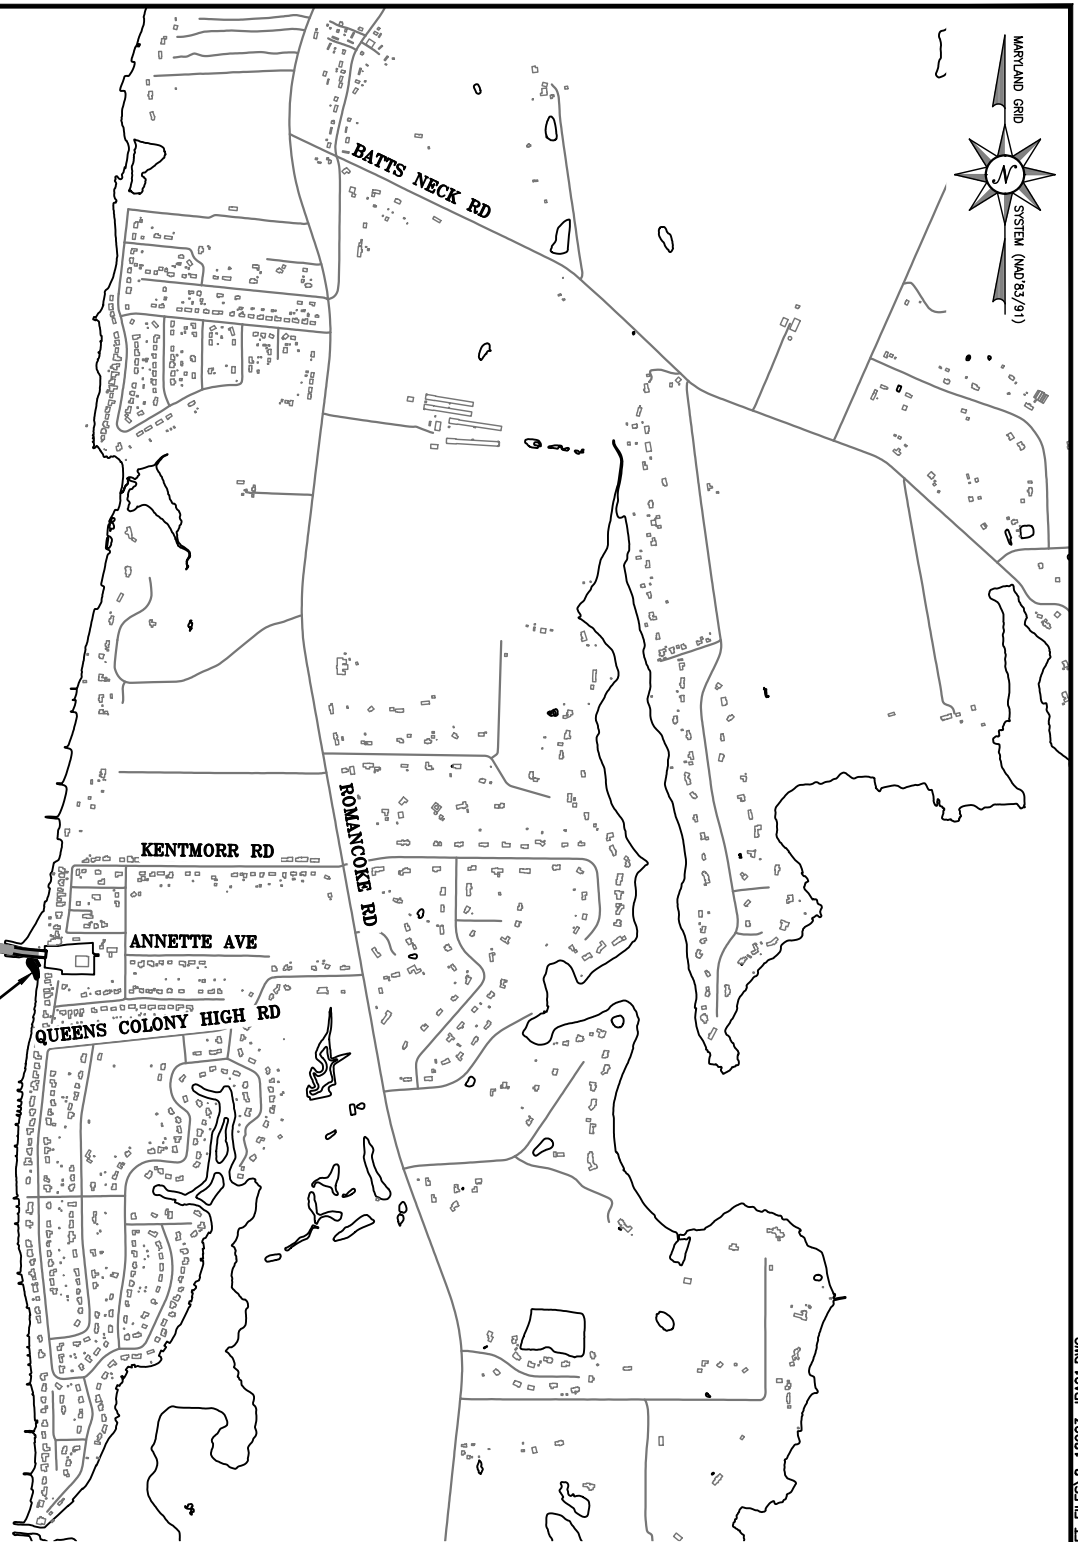 MARYLAND GRID
N
SYSTEM (NAD'83/91)
BATTS NECK RD
ROMANCOKE RD
KENTMORR RD
ANNETTE AVE
QUEENS COLONY HIGH RD